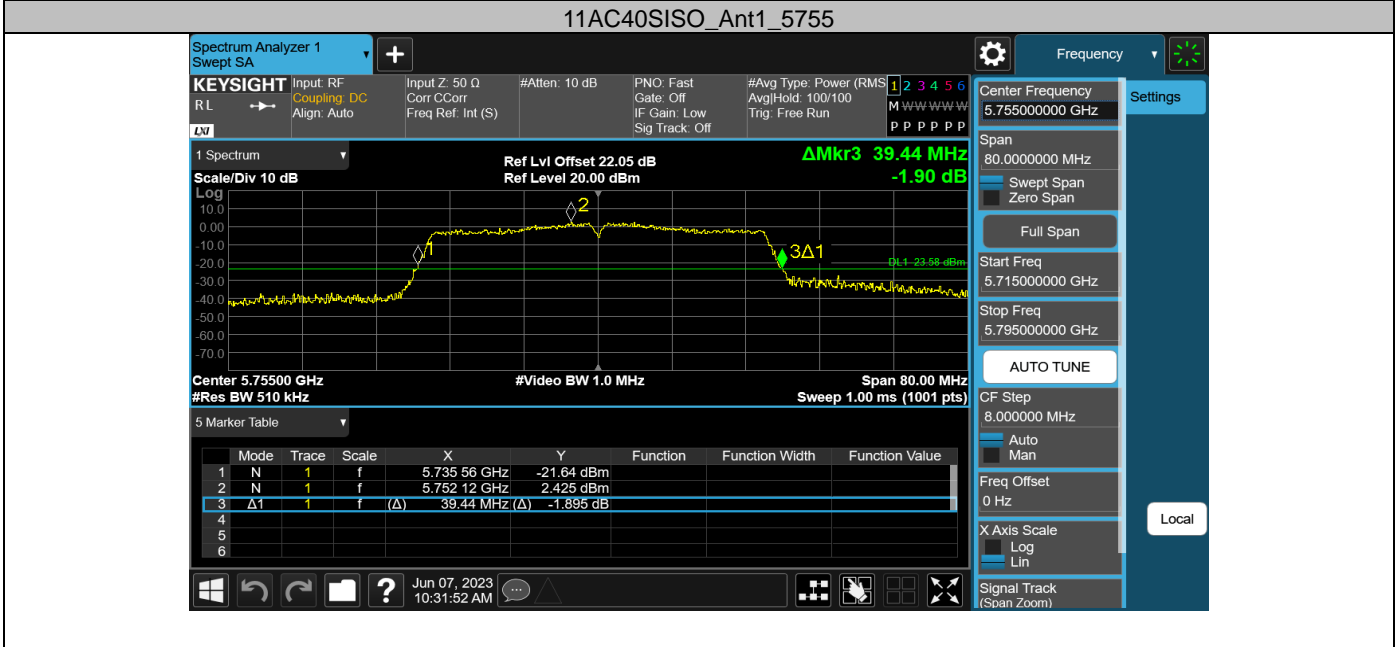 11AC40SISO_Ant1_5755
Spectrum Analyzer 1
Swept SA
+
Frequency
KEYSIGHT
RL
LXI
Input: RF
Coupling: DC
Align: Auto
Input Z: 50 Ω
Corr CCorr
Freq Ref: Int (S)
#Atten: 10 dB
PNO: Fast
Gate: Off
IF Gain: Low
Sig Track: Off
#Avg Type: Power (RMS
Avg|Hold: 100/100
Trig: Free Run
1 2 3 4 5 6
M W W W W W
P P P P P P
1 Spectrum
Scale/Div 10 dB
Ref Lvl Offset 22.05 dB
Ref Level 20.00 dBm
ΔMkr3 39.44 MHz
-1.90 dB
Log
10.0
0.00
-10.0
-20.0
-30.0
-40.0
-50.0
-60.0
-70.0
1
2
3Δ1
DL1 -23.58 dBm
Center 5.75500 GHz
#Video BW 1.0 MHz
Span 80.00 MHz
#Res BW 510 kHz
Sweep 1.00 ms (1001 pts)
5 Marker Table
Mode Trace Scale X Y Function Function Width Function Value
1 N 1 f 5.735 56 GHz -21.64 dBm
2 N 1 f 5.752 12 GHz 2.425 dBm
3 Δ1 1 f (Δ) 39.44 MHz (Δ) -1.895 dB
4
5
6
?
Jun 07, 2023
10:31:52 AM
Center Frequency
5.755000000 GHz
Settings
Span
80.0000000 MHz
Swept Span
Zero Span
Full Span
Start Freq
5.715000000 GHz
Stop Freq
5.795000000 GHz
AUTO TUNE
CF Step
8.000000 MHz
Auto
Man
Freq Offset
0 Hz
X Axis Scale
Log
Lin
Local
Signal Track
(Span Zoom)